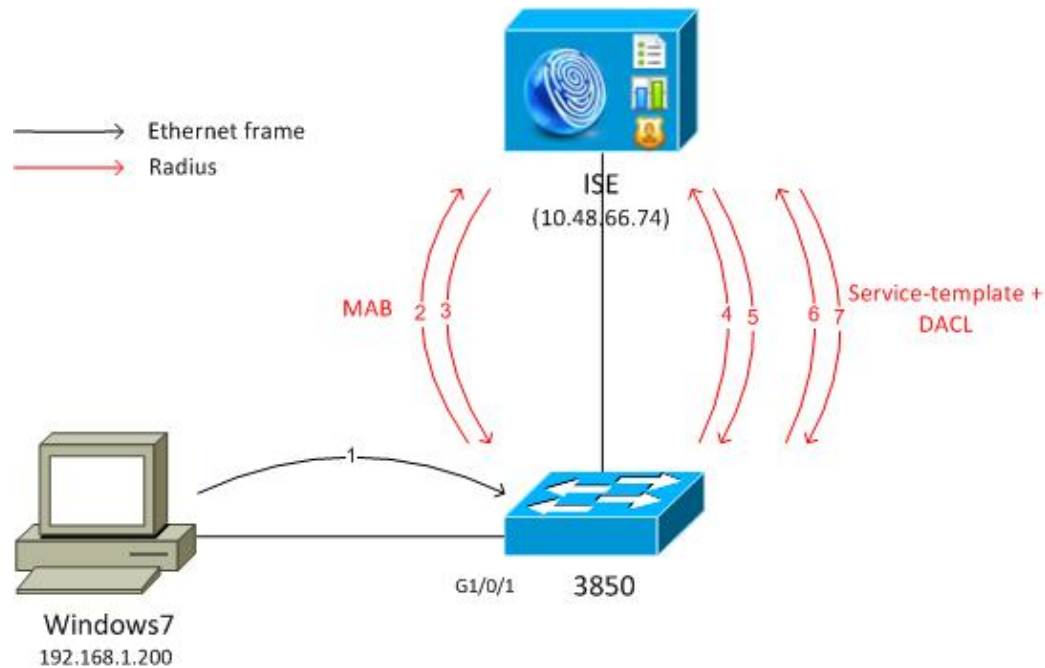 Ethernet frame
Radius
ISE
(10.48.66.74)
MAB
2
3
4
5
6
7
Service-template +
DACL
1
G1/0/1
3850
Windows7
192.168.1.200